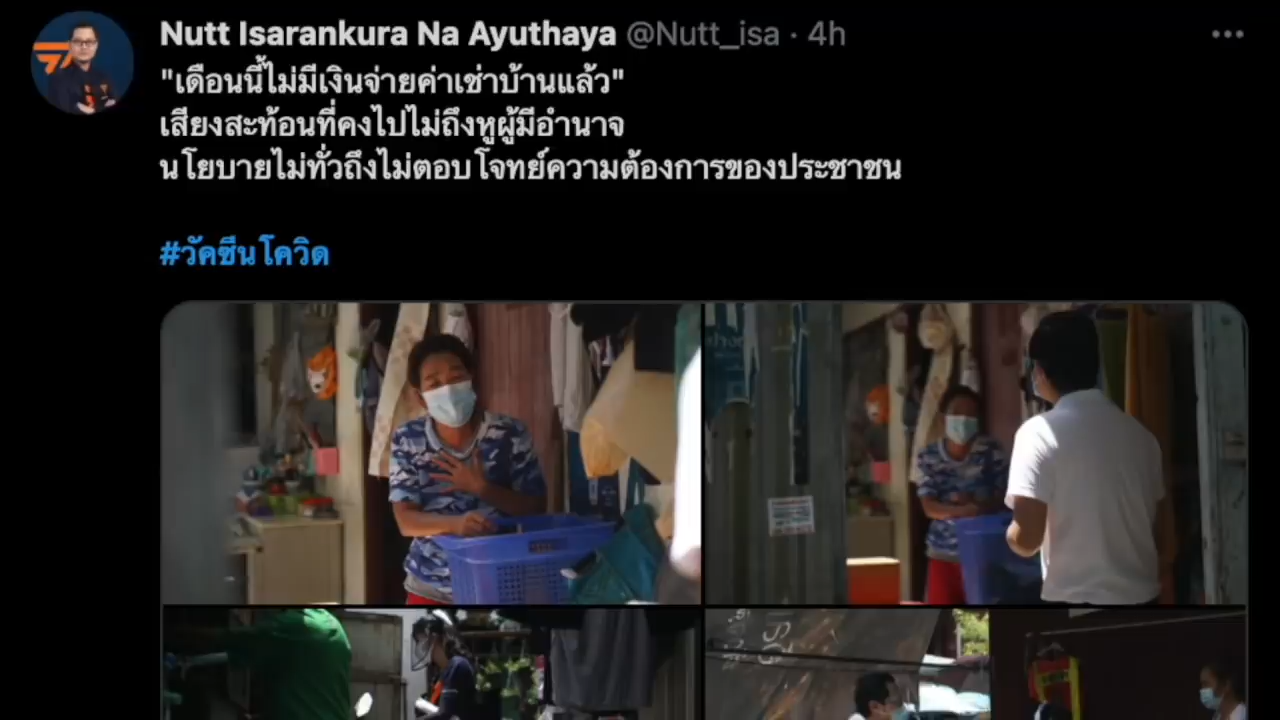 Nutt Isarankura Na Ayuthaya @Nutt_isa · 4h
"เดือนนี้ไม่มีเงินจ่ายค่าเช่าบ้านแล้ว"
เสียงสะท้อนที่คงไปไม่ถึงหูผู้มีอำนาจ
นโยบายไม่ทั่วถึงไม่ตอบโจทย์ความต้องการของประชาชน
#วัคซีนโควิด